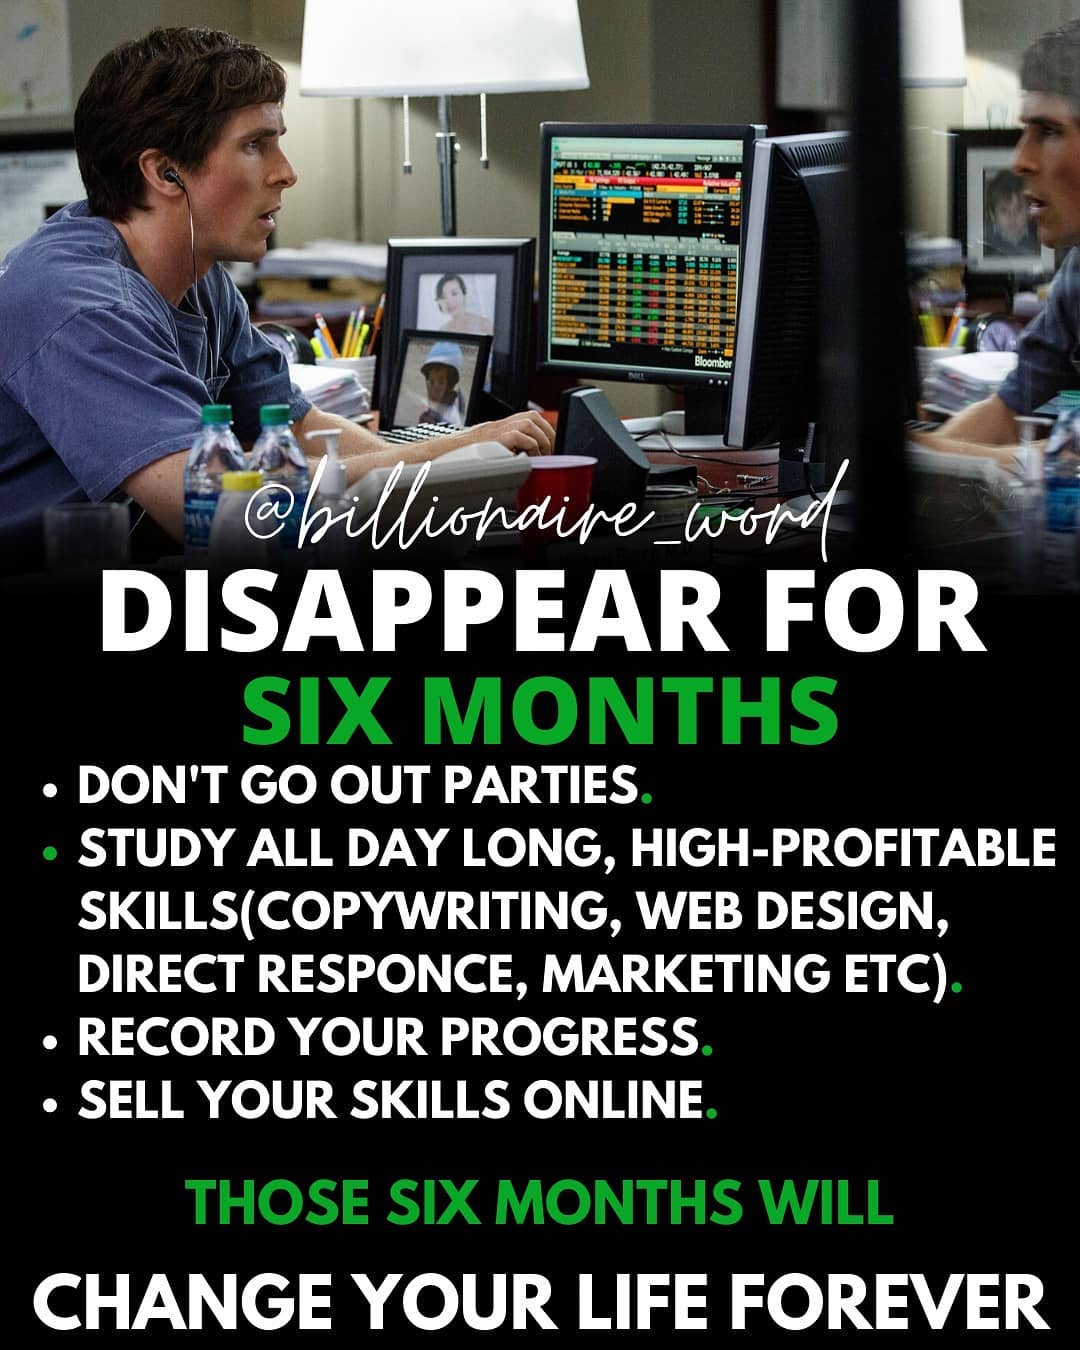 Bloomber
DELL
@billionaire_word
DISAPPEAR FOR
SIX MONTHS
• DON'T GO OUT PARTIES.
• STUDY ALL DAY LONG, HIGH-PROFITABLE
SKILLS(COPYWRITING, WEB DESIGN,
DIRECT RESPONCE, MARKETING ETC).
• RECORD YOUR PROGRESS.
• SELL YOUR SKILLS ONLINE.
THOSE SIX MONTHS WILL
CHANGE YOUR LIFE FOREVER